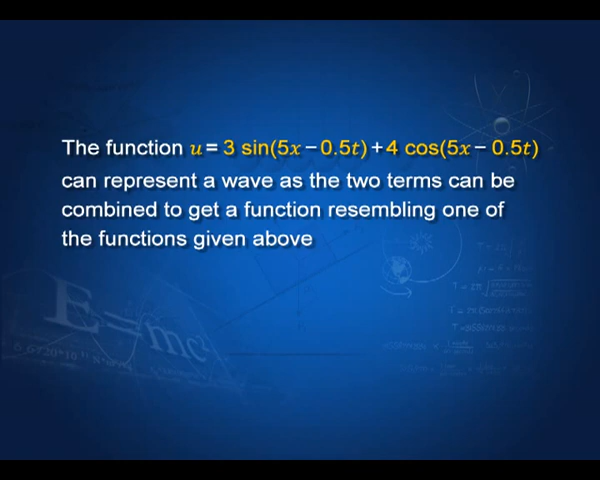 The function u = 3 sin(5x − 0.5t) + 4 cos(5x − 0.5t)
can represent a wave as the two terms can be
combined to get a function resembling one of
the functions given above
E=mc²